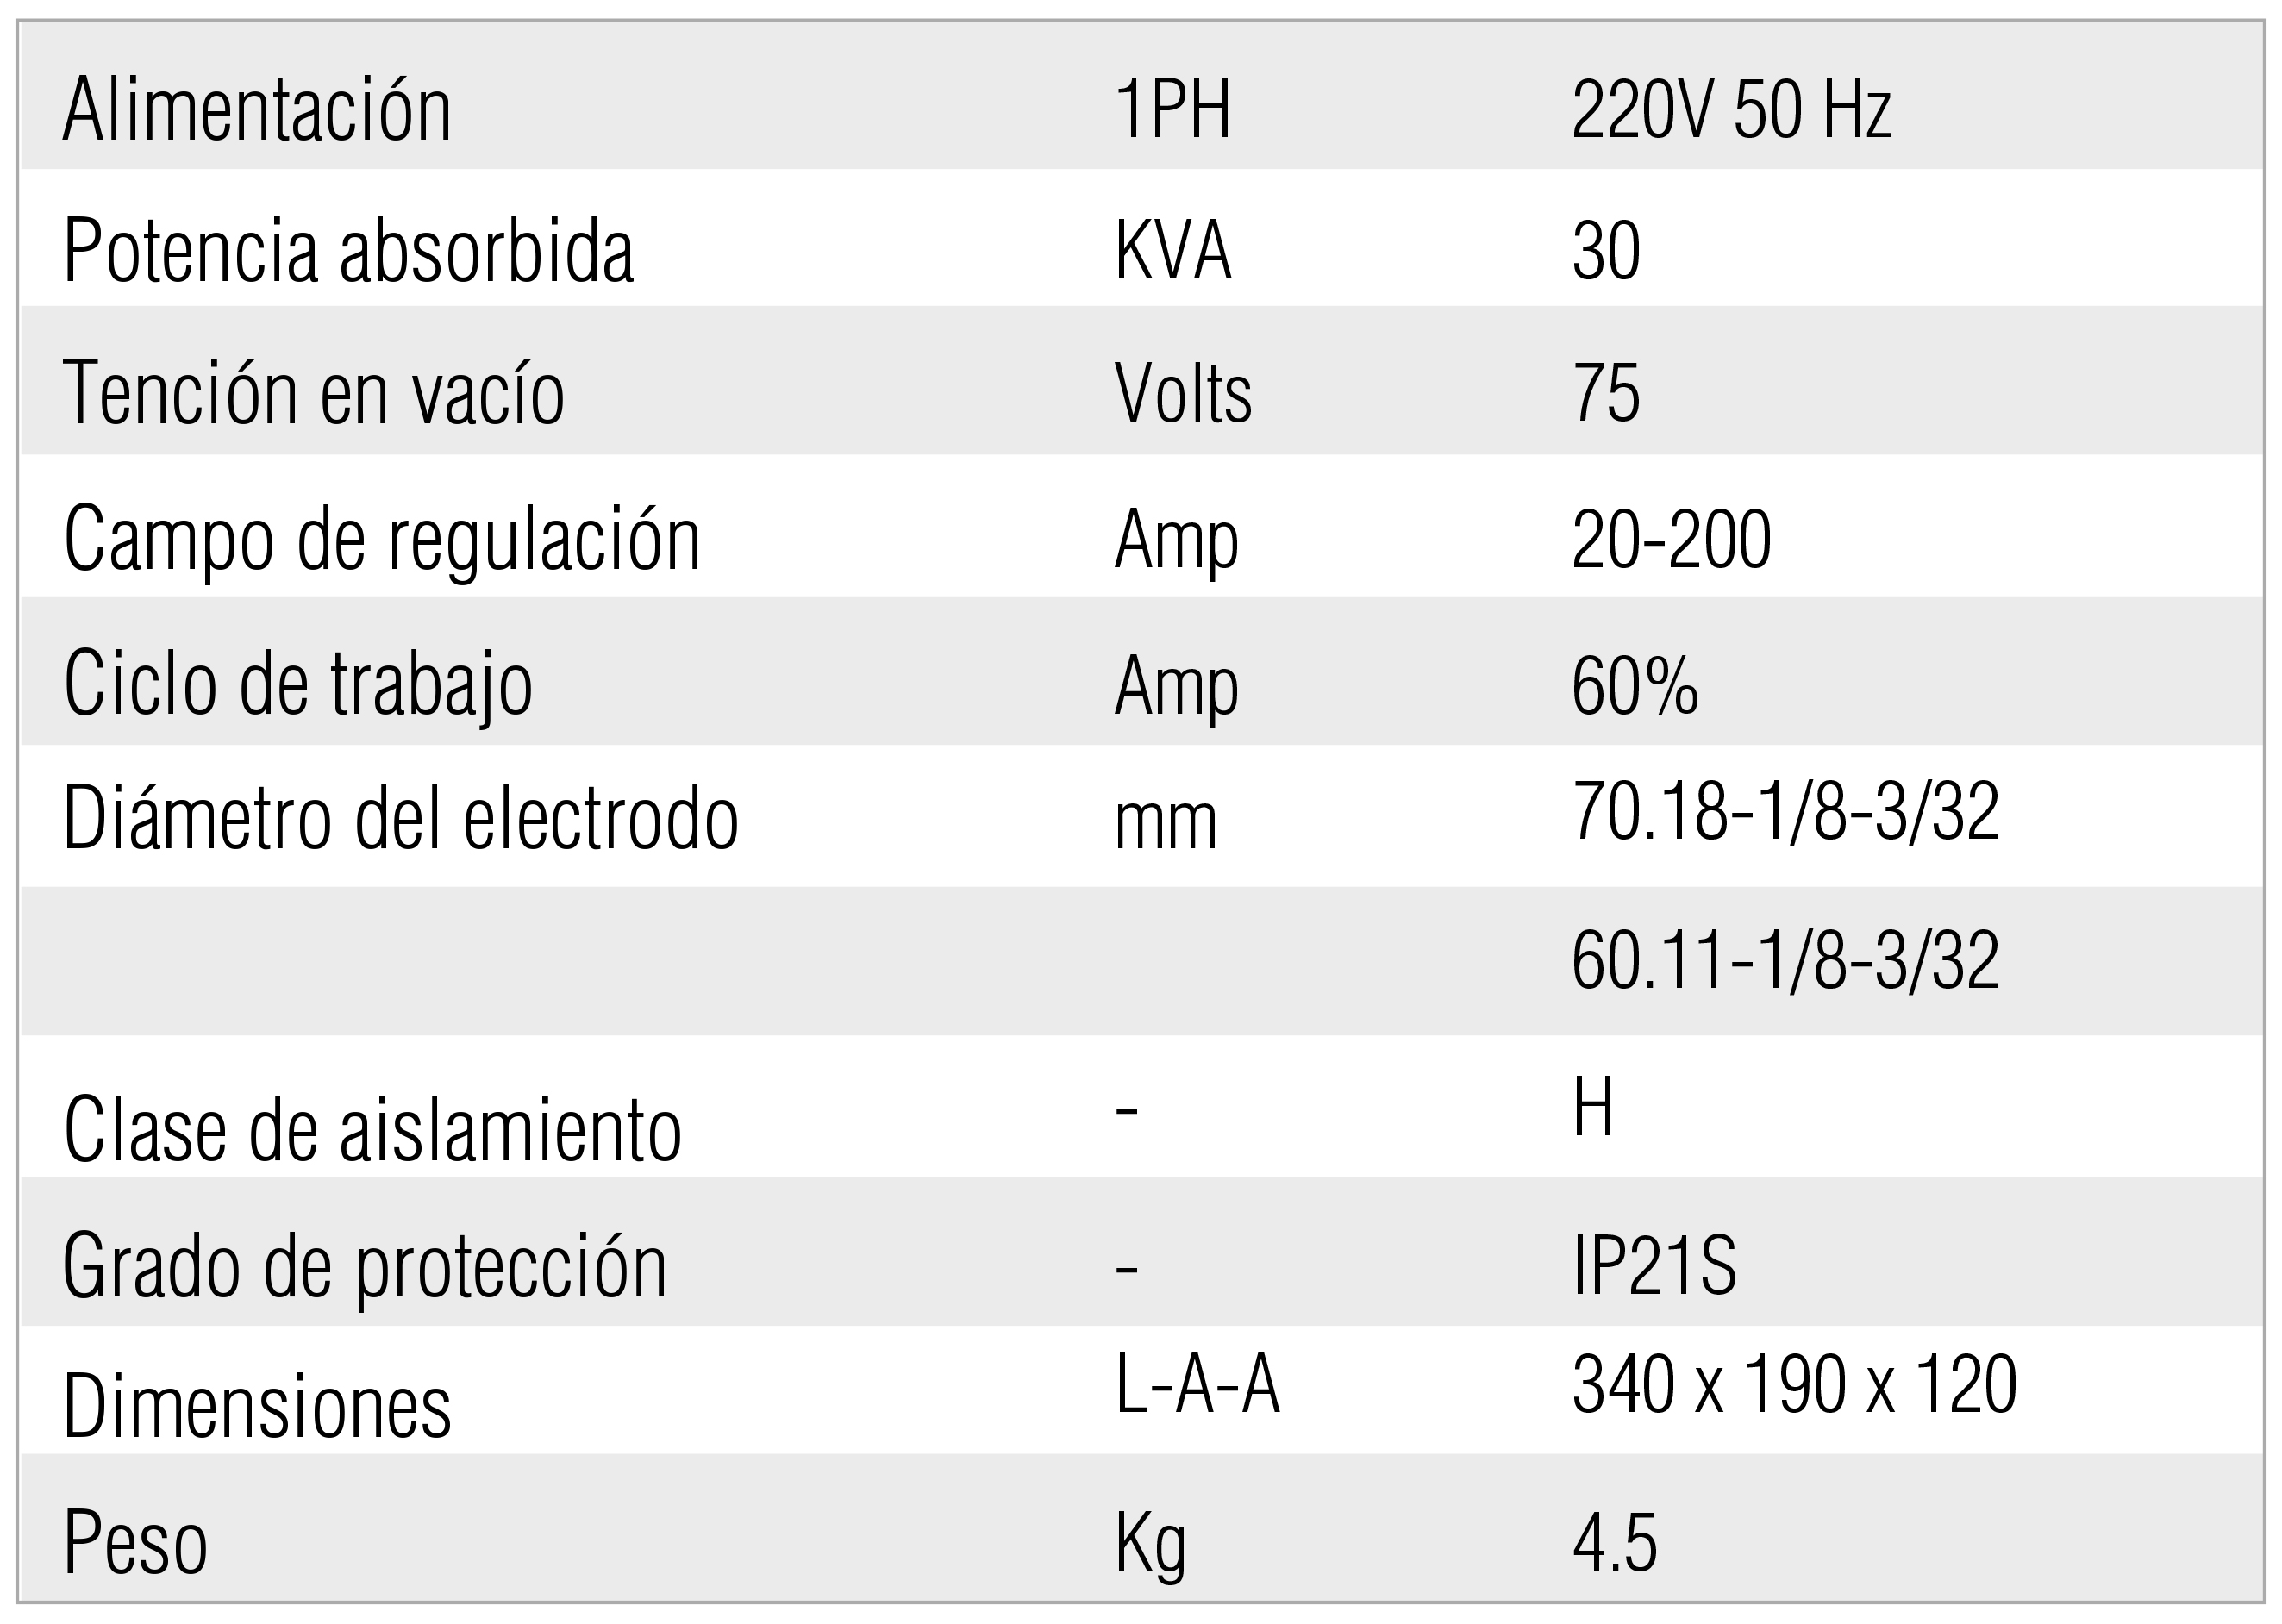 Alimentación 1PH 220V 50 Hz
Potencia absorbida KVA 30
Tención en vacío Volts 75
Campo de regulación Amp 20-200
Ciclo de trabajo Amp 60%
Diámetro del electrodo mm 70.18-1/8-3/32
60.11-1/8-3/32
Clase de aislamiento - H
Grado de protección - IP21S
Dimensiones L-A-A 340 x 190 x 120
Peso Kg 4.5